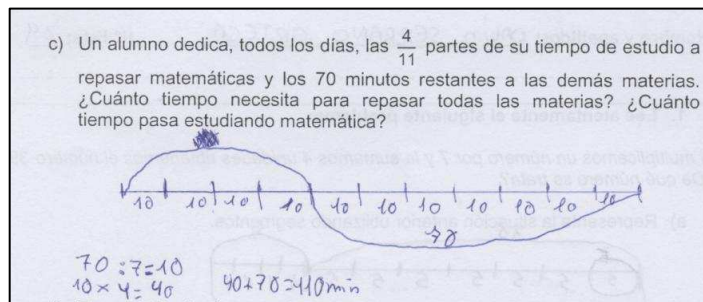 c) Un alumno dedica, todos los días, las 4/11 partes de su tiempo de estudio a
repasar matemáticas y los 70 minutos restantes a las demás materias.
¿Cuánto tiempo necesita para repasar todas las materias? ¿Cuánto
tiempo pasa estudiando matemática?
10 10 10 10 10 10 10 10 10 10 10
70
70 : 7 = 10
10 × 4 = 40
40 + 70 = 110 min